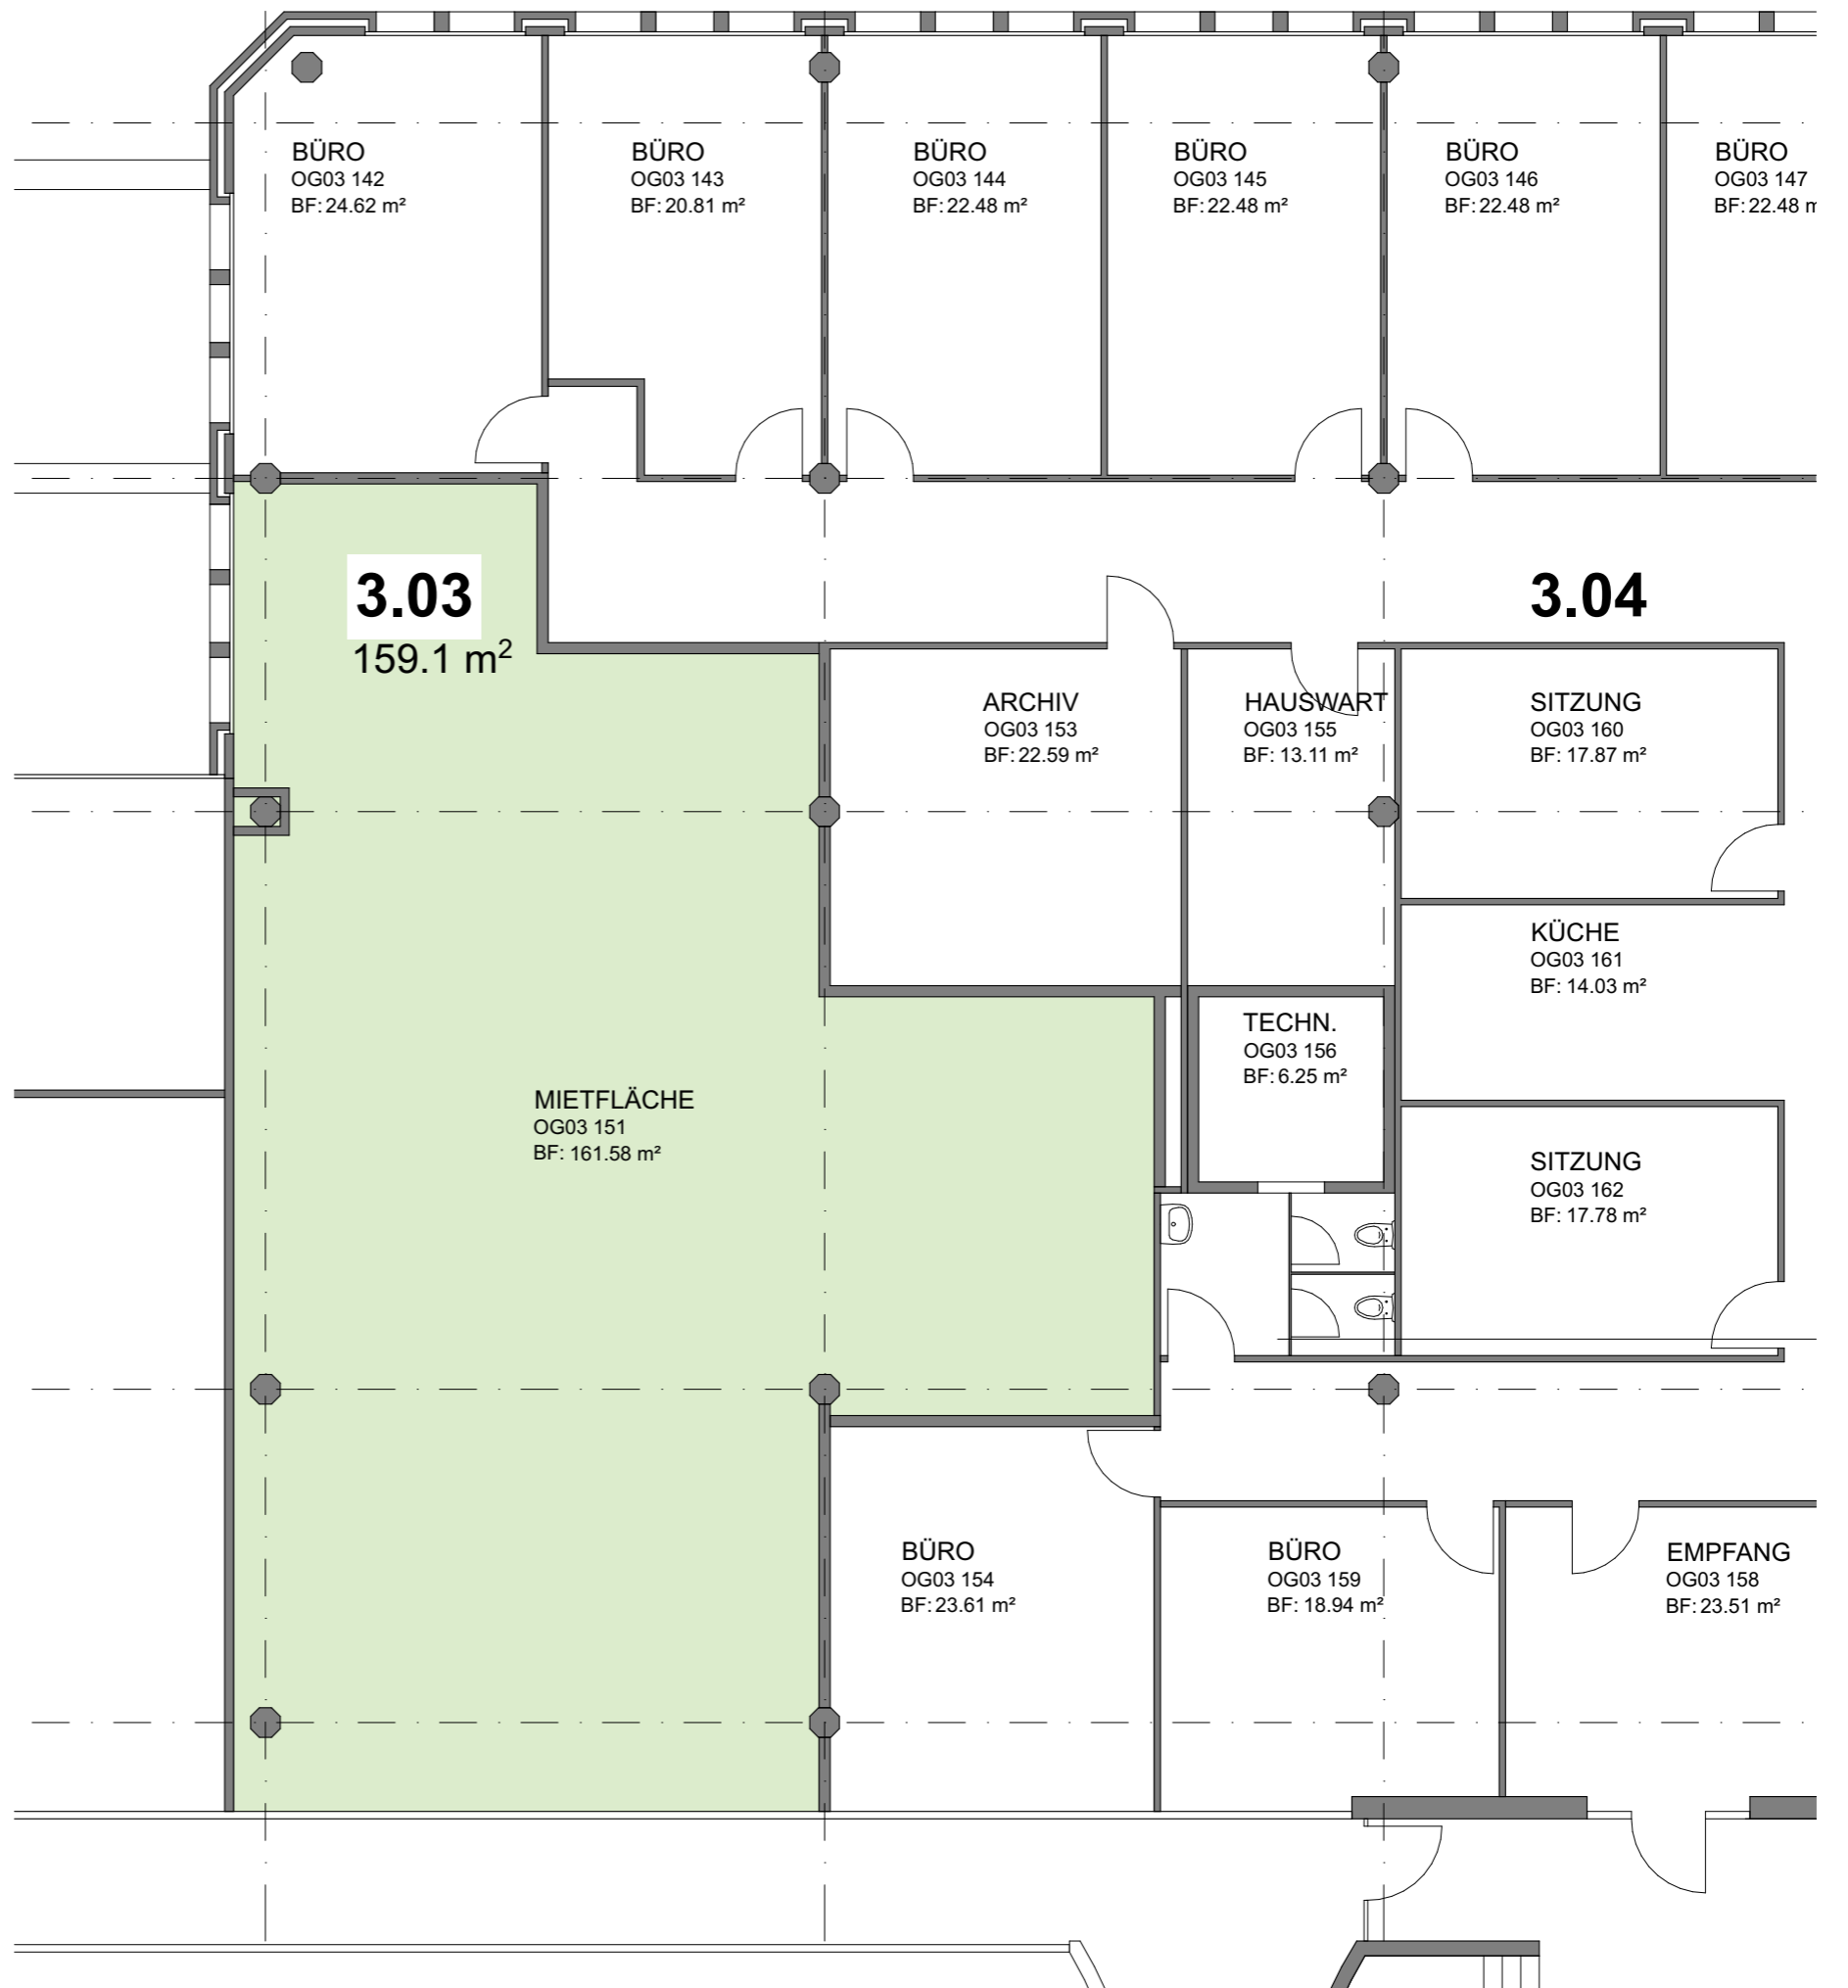 BÜRO
OG03 142
BF: 24.62 m²
BÜRO
OG03 143
BF: 20.81 m²
BÜRO
OG03 144
BF: 22.48 m²
BÜRO
OG03 145
BF: 22.48 m²
BÜRO
OG03 146
BF: 22.48 m²
BÜRO
OG03 147
BF: 22.48 m
3.03
159.1 m²
3.04
ARCHIV
OG03 153
BF: 22.59 m²
HAUSWART
OG03 155
BF: 13.11 m²
SITZUNG
OG03 160
BF: 17.87 m²
KÜCHE
OG03 161
BF: 14.03 m²
TECHN.
OG03 156
BF: 6.25 m²
MIETFLÄCHE
OG03 151
BF: 161.58 m²
SITZUNG
OG03 162
BF: 17.78 m²
BÜRO
OG03 154
BF: 23.61 m²
BÜRO
OG03 159
BF: 18.94 m²
EMPFANG
OG03 158
BF: 23.51 m²